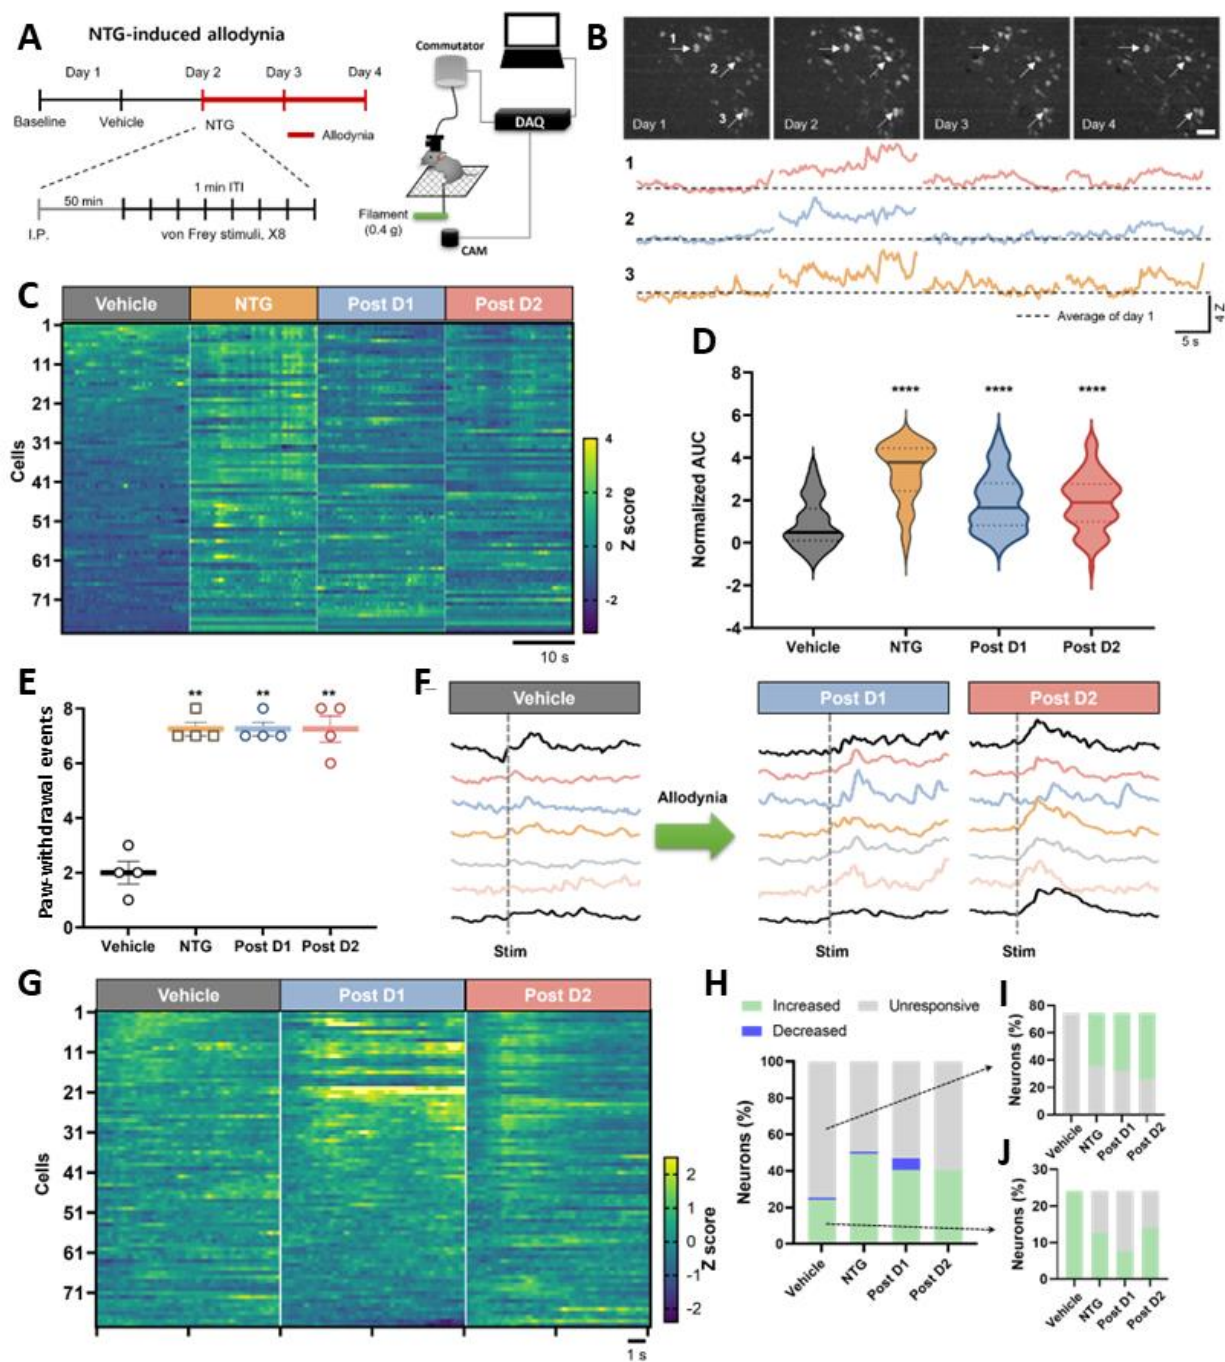 A
NTG-induced allodynia
Day 1
Day 2
Day 3
Day 4
Baseline
Vehicle
NTG
Allodynia
1 min ITI
50 min
I.P.
von Frey stimuli, X8
Commutator
DAQ
Filament
(0.4 g)
CAM
B
1
2
3
Day 1
Day 2
Day 3
Day 4
1
2
3
Average of day 1
4 Z
5 s
C
Vehicle
NTG
Post D1
Post D2
Cells
1
11
21
31
41
51
61
71
4
2
0
-2
Z score
10 s
D
Normalized AUC
8
6
4
2
0
-2
-4
****
****
****
Vehicle
NTG
Post D1
Post D2
E
Paw-withdrawal events
8
6
4
2
0
**
**
**
Vehicle
NTG
Post D1
Post D2
F
Vehicle
Post D1
Post D2
Allodynia
Stim
Stim
Stim
G
Vehicle
Post D1
Post D2
Cells
1
11
21
31
41
51
61
71
2
1
0
-1
-2
Z score
1 s
H
Increased
Unresponsive
Decreased
Neurons (%)
100
80
60
40
20
0
Vehicle
NTG
Post D1
Post D2
I
Neurons (%)
80
60
40
20
0
Vehicle
NTG
Post D1
Post D2
J
Neurons (%)
30
20
10
0
Vehicle
NTG
Post D1
Post D2